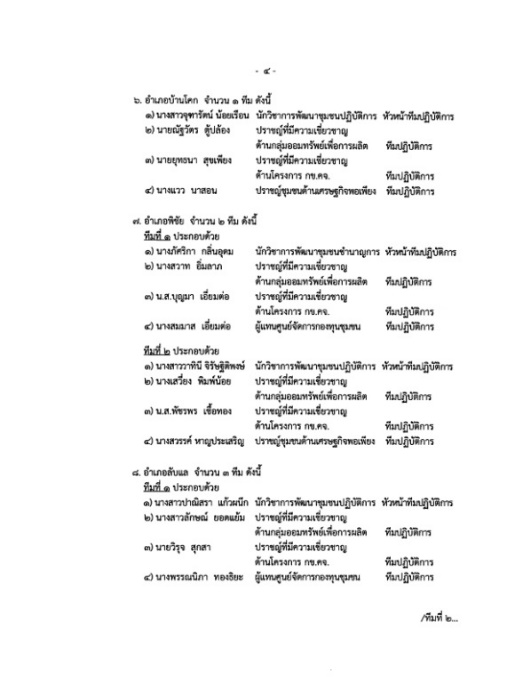 - ๔ -
๖. อำเภอบ้านโคก จำนวน ๑ ทีม ดังนี้
๑) นางสาวจุฑารัตน์ น้อยเรือน นักวิชาการพัฒนาชุมชนปฏิบัติการ หัวหน้าทีมปฏิบัติการ
๒) นายณัฐวัตร ตู้ปล้อง ปราชญ์ที่มีความเชี่ยวชาญ
ด้านกลุ่มออมทรัพย์เพื่อการผลิต ทีมปฏิบัติการ
๓) นายยุทธนา สุขเพียง ปราชญ์ที่มีความเชี่ยวชาญ
ด้านโครงการ กข.คจ. ทีมปฏิบัติการ
๔) นางแวว นาสอน ปราชญ์ชุมชนด้านเศรษฐกิจพอเพียง ทีมปฏิบัติการ
๗. อำเภอพิชัย จำนวน ๒ ทีม ดังนี้
ทีมที่ ๑ ประกอบด้วย
๑) นางภัคริกา กลิ่นอุดม นักวิชาการพัฒนาชุมชนชำนาญการ หัวหน้าทีมปฏิบัติการ
๒) นางสวาท อิ่มลาภ ปราชญ์ที่มีความเชี่ยวชาญ
ด้านกลุ่มออมทรัพย์เพื่อการผลิต ทีมปฏิบัติการ
๓) น.ส.บุญมา เอี่ยมต่อ ปราชญ์ที่มีความเชี่ยวชาญ
ด้านโครงการ กข.คจ. ทีมปฏิบัติการ
๔) นางสมมาส เอี่ยมต่อ ผู้แทนศูนย์จัดการกองทุนชุมชน ทีมปฏิบัติการ
ทีมที่ ๒ ประกอบด้วย
๑) นางสาววาทินี จิรัษฐิติพงษ์ นักวิชาการพัฒนาชุมชนปฏิบัติการ หัวหน้าทีมปฏิบัติการ
๒) นางเสวี่ยง พิมพ์น้อย ปราชญ์ที่มีความเชี่ยวชาญ
ด้านกลุ่มออมทรัพย์เพื่อการผลิต ทีมปฏิบัติการ
๓) น.ส.พัชรพร เชื้อทอง ปราชญ์ที่มีความเชี่ยวชาญ
ด้านโครงการ กข.คจ. ทีมปฏิบัติการ
๔) นางสวรรค์ หาญประเสริฐ ปราชญ์ชุมชนด้านเศรษฐกิจพอเพียง ทีมปฏิบัติการ
๘. อำเภอลับแล จำนวน ๓ ทีม ดังนี้
ทีมที่ ๑ ประกอบด้วย
๑) นางสาวปาณิสรา แก้วผนึก นักวิชาการพัฒนาชุมชนปฏิบัติการ หัวหน้าทีมปฏิบัติการ
๒) นางสาวลักษณ์ ยอดแย้ม ปราชญ์ที่มีความเชี่ยวชาญ
ด้านกลุ่มออมทรัพย์เพื่อการผลิต ทีมปฏิบัติการ
๓) นายวิรุจ สุกสา ปราชญ์ที่มีความเชี่ยวชาญ
ด้านโครงการ กข.คจ. ทีมปฏิบัติการ
๔) นางพรรณนิภา ทองธิยะ ผู้แทนศูนย์จัดการกองทุนชุมชน ทีมปฏิบัติการ
/ทีมที่ ๒...